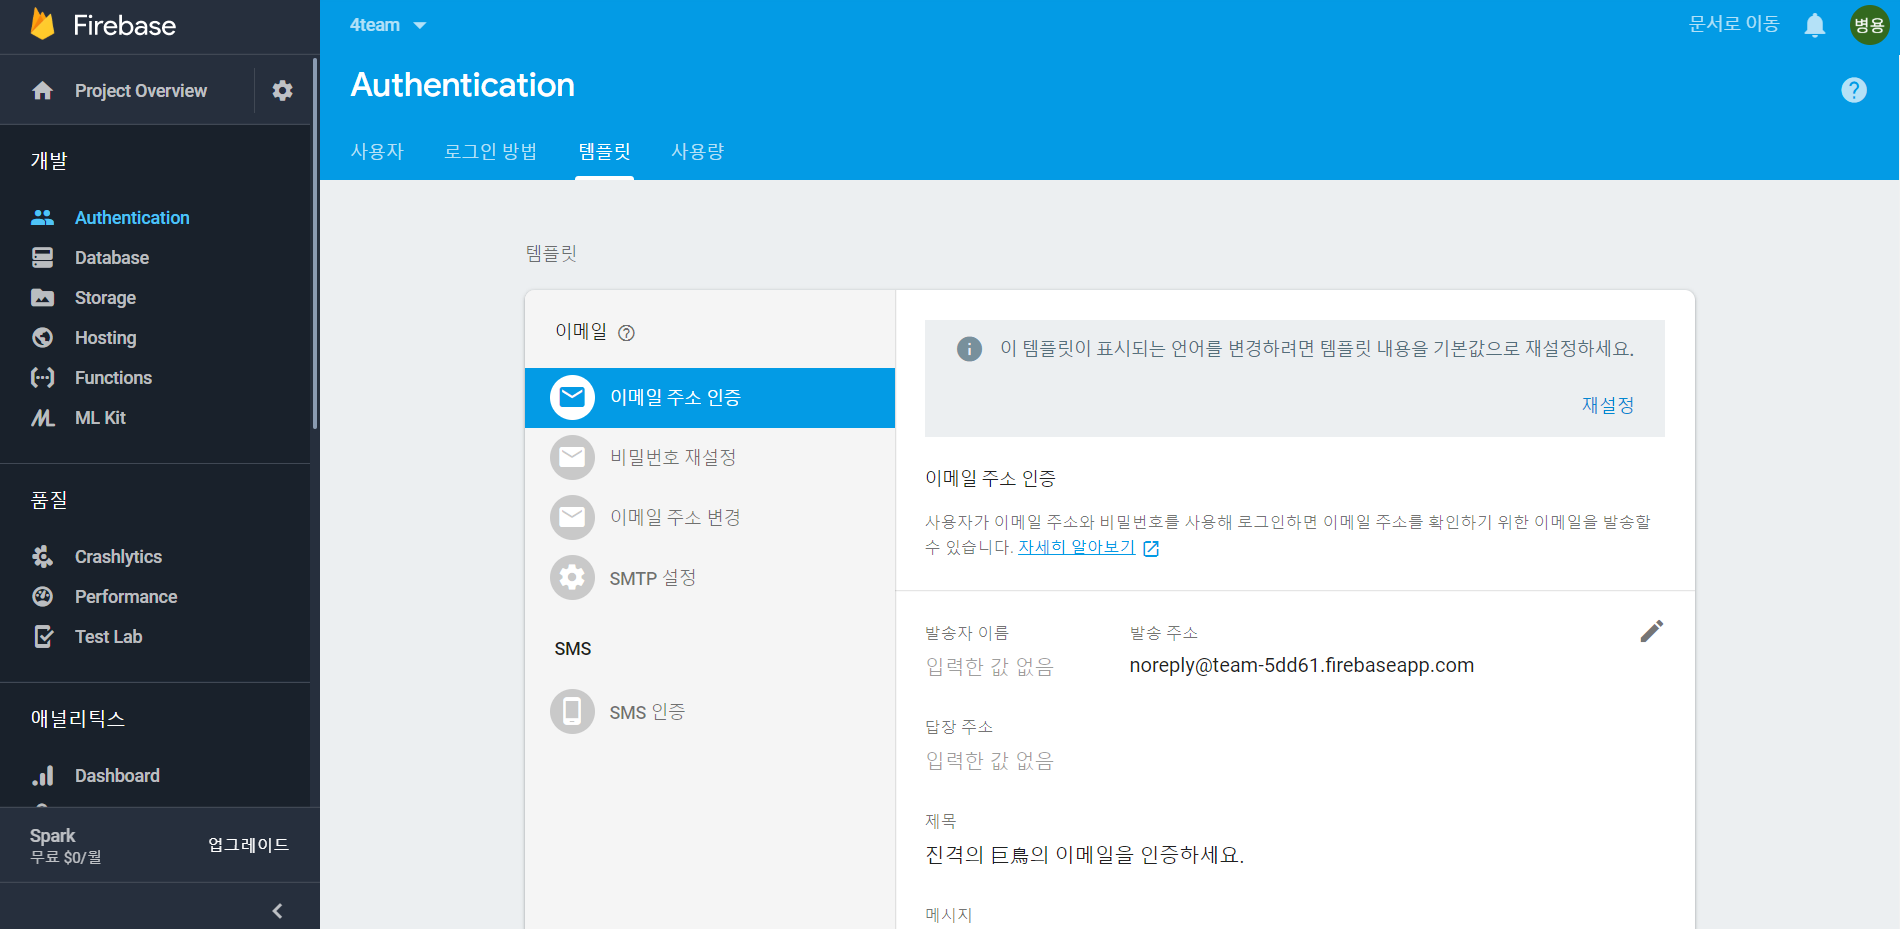 Firebase
4team
문서로 이동
병용
Project Overview
Authentication
사용자
로그인 방법
템플릿
사용량
개발
Authentication
Database
Storage
Hosting
Functions
ML Kit
품질
Crashlytics
Performance
Test Lab
애널리틱스
Dashboard
Spark
무료 $0/월
업그레이드
템플릿
이메일
이메일 주소 인증
비밀번호 재설정
이메일 주소 변경
SMTP 설정
SMS
SMS 인증
이 템플릿이 표시되는 언어를 변경하려면 템플릿 내용을 기본값으로 재설정하세요.
재설정
이메일 주소 인증
사용자가 이메일 주소와 비밀번호를 사용해 로그인하면 이메일 주소를 확인하기 위한 이메일을 발송할
수 있습니다. 자세히 알아보기
발송자 이름
입력한 값 없음
발송 주소
noreply@team-5dd61.firebaseapp.com
답장 주소
입력한 값 없음
제목
진격의 巨鳥의 이메일을 인증하세요.
메시지